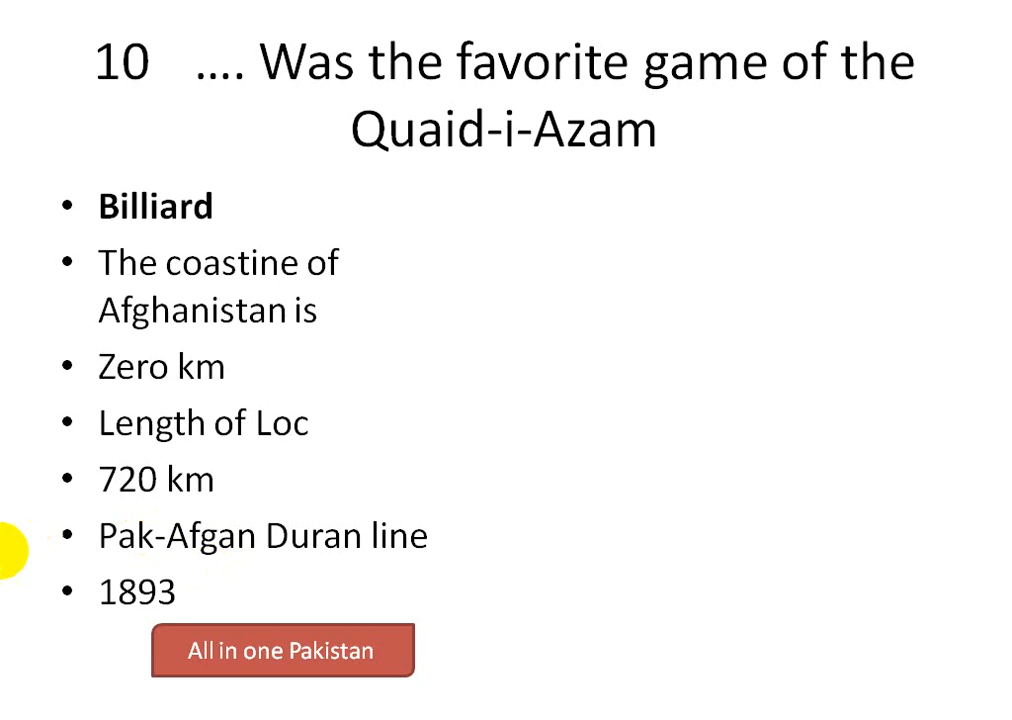 10 .... Was the favorite game of the
Quaid-i-Azam
• Billiard
• The coastine of
Afghanistan is
• Zero km
• Length of Loc
• 720 km
• Pak-Afgan Duran line
• 1893
All in one Pakistan